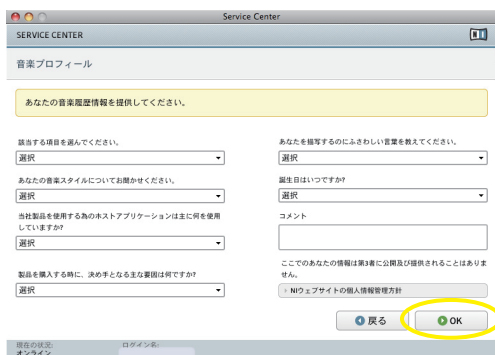 Service Center
SERVICE CENTER
音楽プロフィール
あなたの音楽履歴情報を提供してください。
該当する項目を選んでください。
選択
あなたの音楽スタイルについてお聞かせください。
選択
当社製品を使用する為のホストアプリケーションは主に何を使用
していますか?
選択
製品を購入する時に、決め手となる主な要因は何ですか?
選択
あなたを描写するのにふさわしい言葉を教えてください。
選択
誕生日はいつですか?
選択
コメント
ここでのあなたの情報は第3者に公開及び提供されることはありま
せん。
NIウェブサイトの個人情報管理方針
戻る
OK
現在の状況:
オンライン
ログイン名: